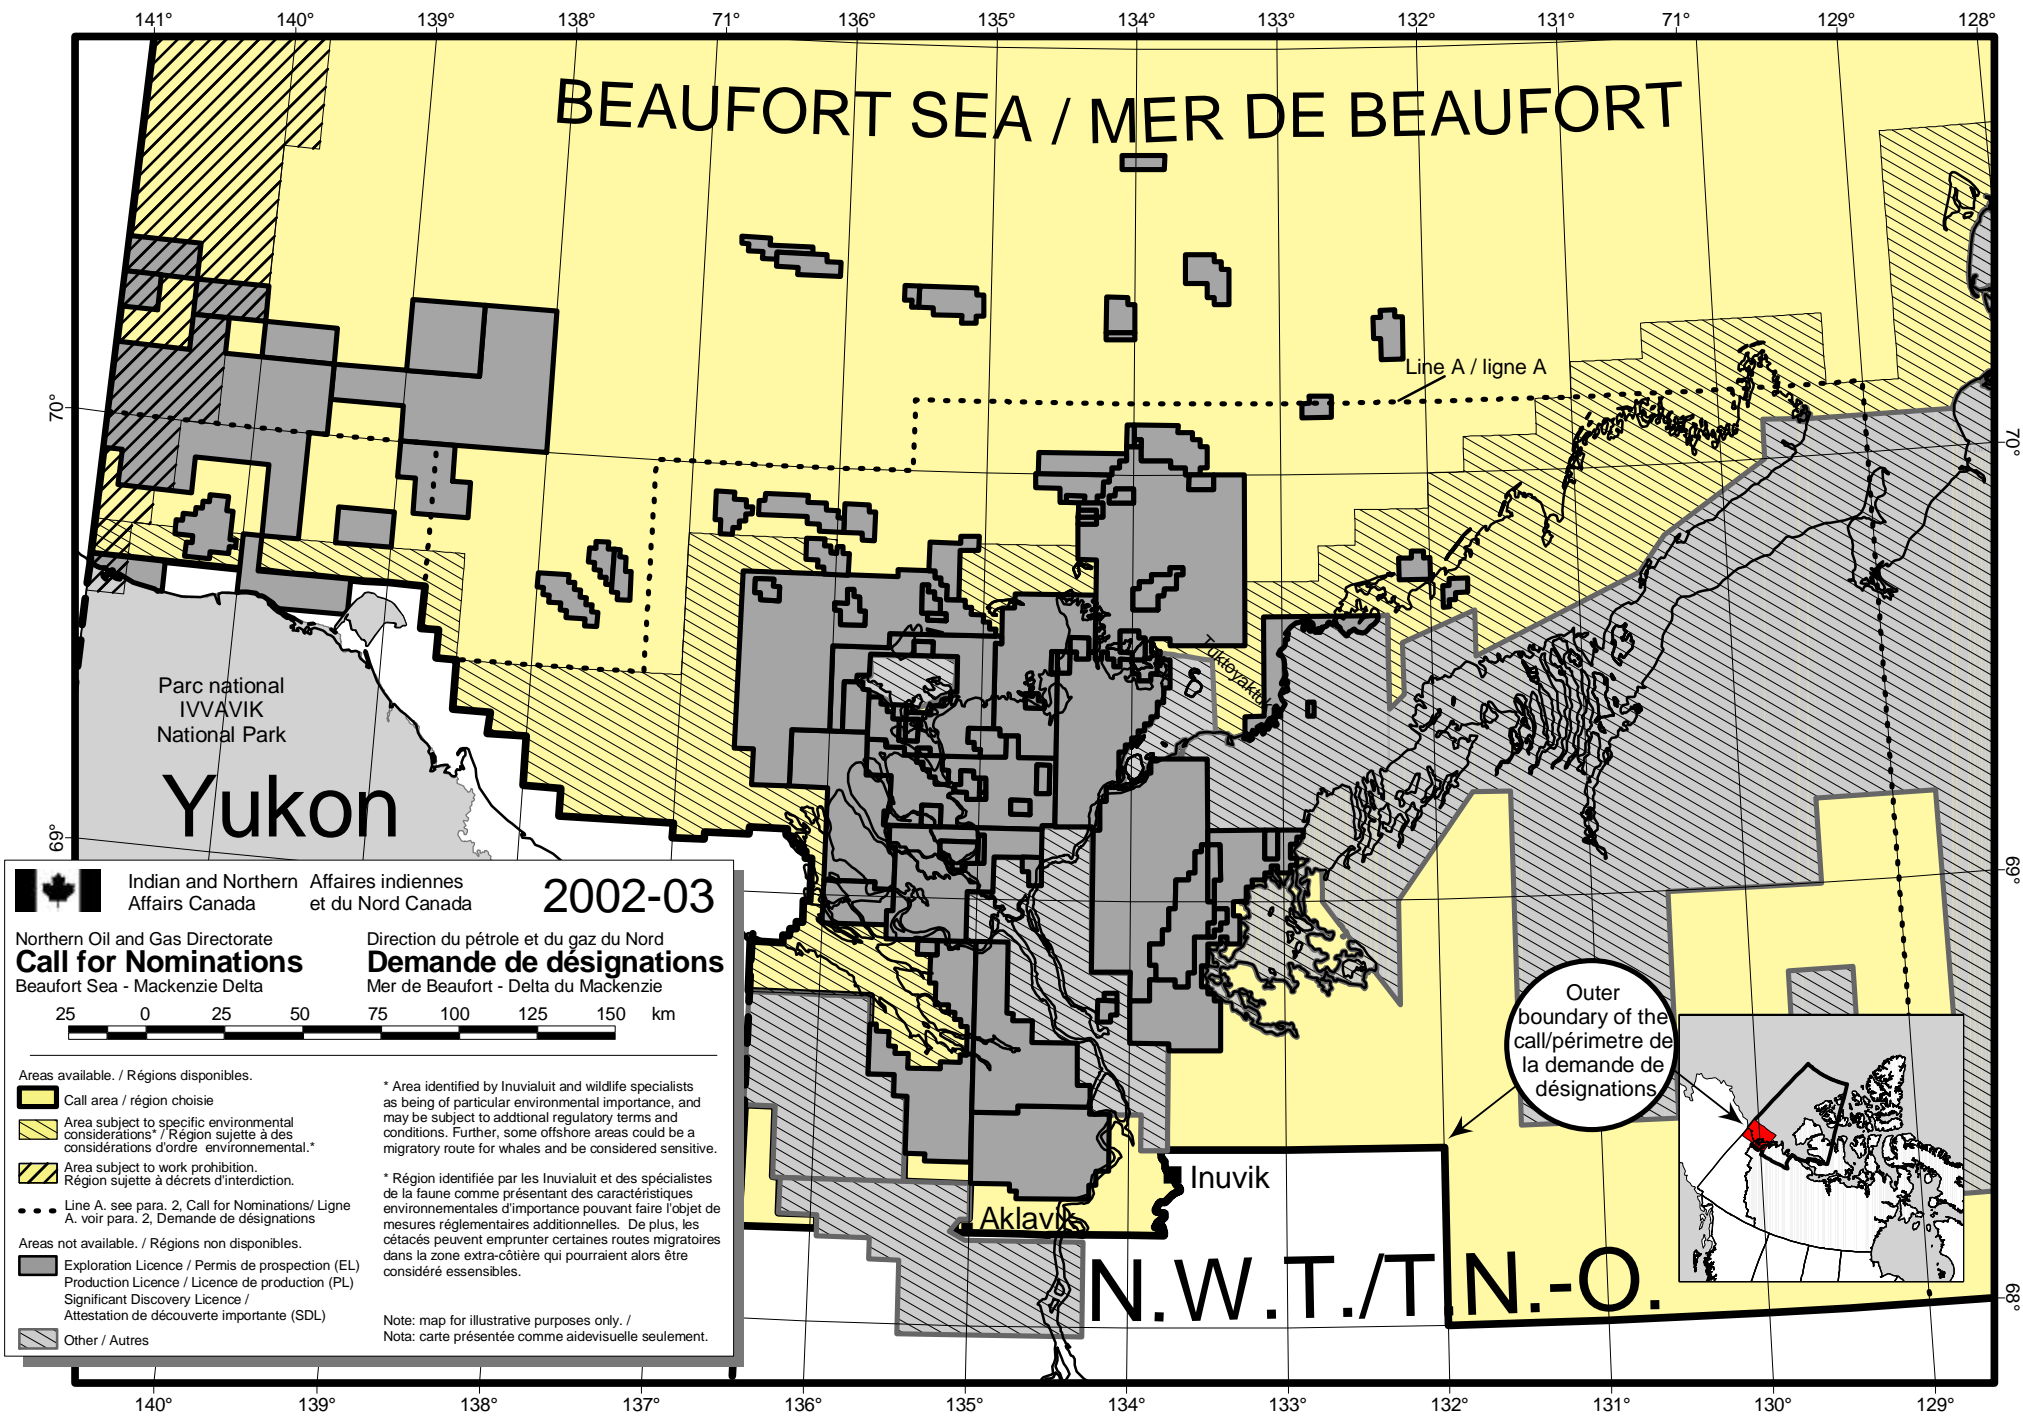 141° 140° 139° 138° 71° 136° 135° 134° 133° 132° 131° 71° 129° 128°
BEAUFORT SEA / MER DE BEAUFORT
Line A / ligne A
70°
70°
Tuktoyaktuk
Parc national
IVVAVIK
National Park
Yukon
69°
69°
Indian and Northern
Affairs Canada
Affaires indiennes
et du Nord Canada
2002-03
Northern Oil and Gas Directorate
Call for Nominations
Beaufort Sea - Mackenzie Delta
Direction du pétrole et du gaz du Nord
Demande de désignations
Mer de Beaufort - Delta du Mackenzie
25 0 25 50 75 100 125 150 km
Areas available. / Régions disponibles.
Call area / région choisie
Area subject to specific environmental
considerations* / Région sujette à des
considérations d'ordre environmental.*
Area subject to work prohibition.
Région sujette à décrets d'interdiction.
Line A. see para. 2, Call for Nominations/ Ligne
A. voir para. 2, Demande de désignations
Areas not available. / Régions non disponibles.
Exploration Licence / Permis de prospection (EL)
Production Licence / Licence de production (PL)
Significant Discovery Licence /
Attestation de découverte importante (SDL)
Other / Autres
* Area identified by Inuvialuit and wildlife specialists
as being of particular environmental importance, and
may be subject to addtional regulatory terms and
conditions. Further, some offshore areas could be a
migratory route for whales and be considered sensitive.
* Région identifiée par les Inuvialuit et des spécialistes
de la faune comme présentant des caractéristiques
environnementales d'importance pouvant faire l'objet de
mesures réglementaires additionnelles. De plus, les
cétacés peuvent emprunter certaines routes migratoires
dans la zone extra-côtière qui pourraient alors être
considéré essensibles.
Note: map for illustrative purposes only. /
Nota: carte présentée comme aidevisuelle seulement.
Outer
boundary of the
call/périmetre de
la demande de
désignations
Inuvik
Aklavik
N.W.T./T.N.-O.
68°
140° 139° 138° 137° 136° 135° 134° 133° 132° 131° 130° 129°